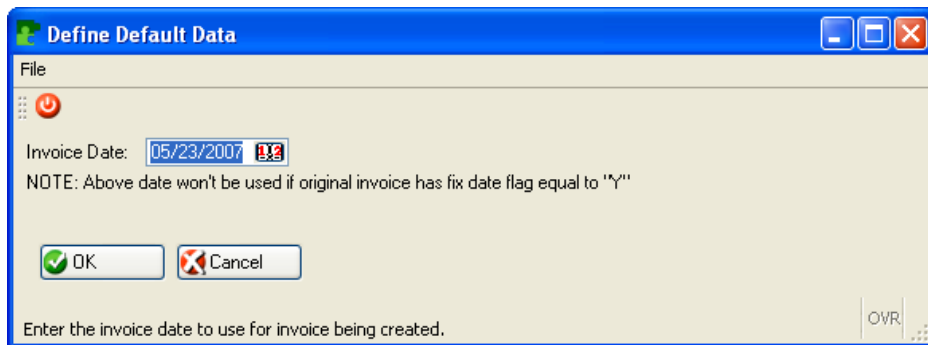 Define Default Data
File
Invoice Date: 05/23/2007
NOTE: Above date won't be used if original invoice has fix date flag equal to "Y"
OK Cancel
Enter the invoice date to use for invoice being created. OVR